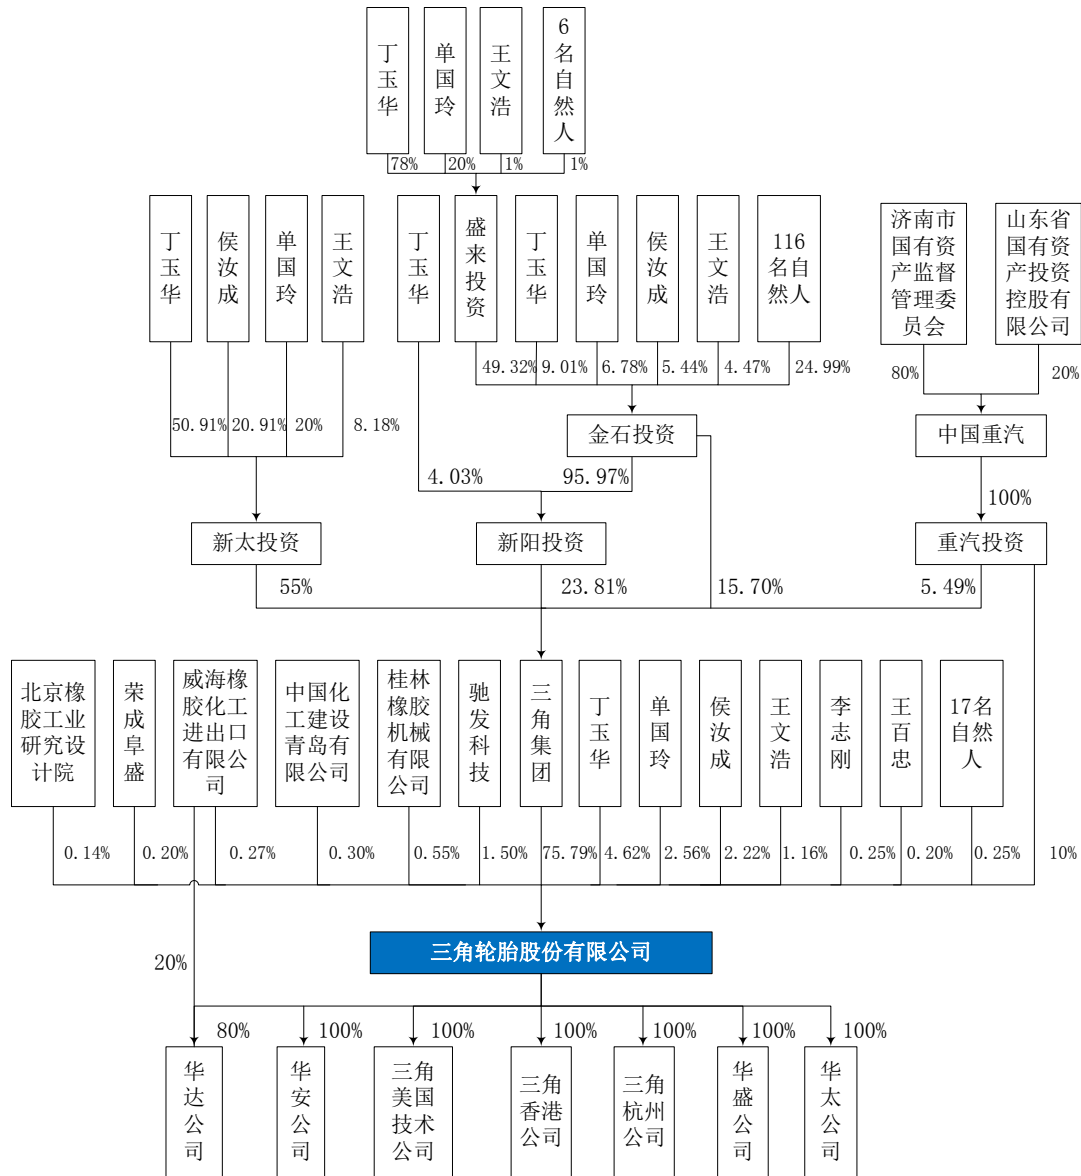 丁玉华
单国玲
王文浩
6名自然人
78%
20%
1%
1%
丁玉华
侯汝成
单国玲
王文浩
丁玉华
盛来投资
丁玉华
单国玲
侯汝成
王文浩
116
名自
然人
济南市
国有资
产监督
管理委
员会
山东省
国有资
产投资
控股有
限公司
49.32%
9.01%
6.78%
5.44%
4.47%
24.99%
80%
20%
50.91%
20.91%
20%
8.18%
金石投资
中国重汽
4.03%
95.97%
100%
新太投资
新阳投资
重汽投资
55%
23.81%
15.70%
5.49%
北京橡
胶工业
研究设
计院
荣成阜盛
威海橡
胶化工
进出口
有限公
司
中国化
工建设
青岛有
限公司
桂林
橡胶
机械
有限
公司
驰发科技
三角集团
丁玉华
单国玲
侯汝成
王文浩
李志刚
王百忠
17名
自然
人
0.14%
0.20%
0.27%
0.30%
0.55%
1.50%
75.79%
4.62%
2.56%
2.22%
1.16%
0.25%
0.20%
0.25%
10%
三角轮胎股份有限公司
20%
80%
100%
100%
100%
100%
100%
100%
华达公司
华安公司
三角
美国
技术
公司
三角
香港
公司
三角
杭州
公司
华盛公司
华太公司